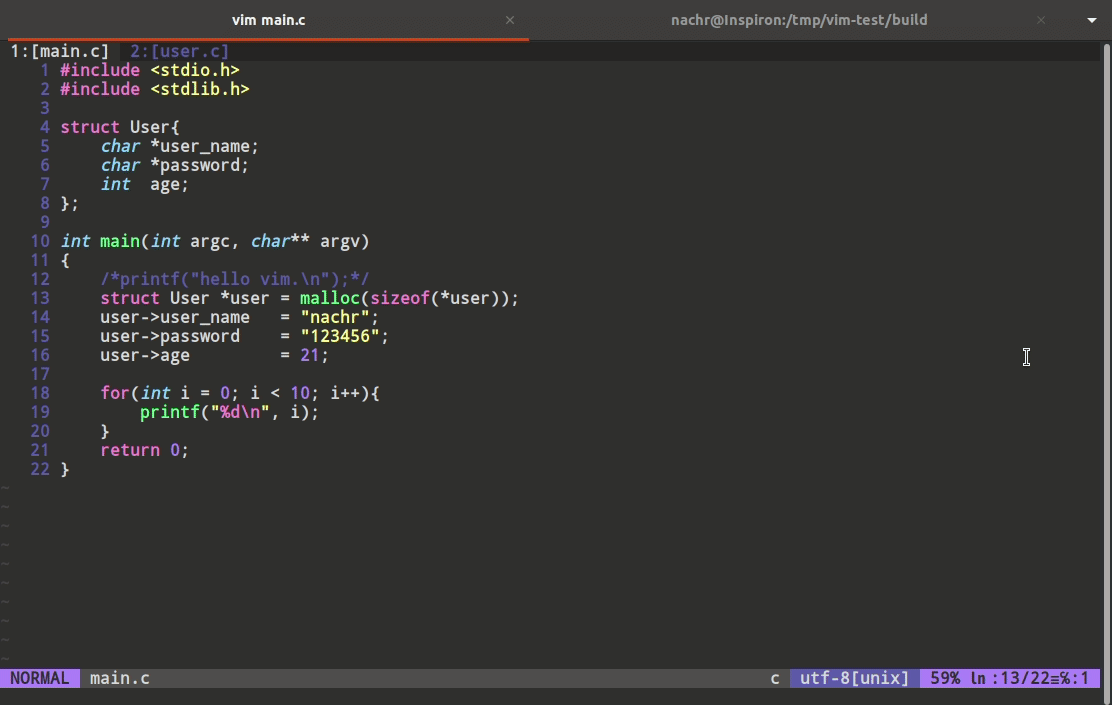 vim main.c × nachr@Inspiron:/tmp/vim-test/build ×
1:[main.c] 2:[user.c]
1 #include <stdio.h>
2 #include <stdlib.h>
3
4 struct User{
5     char *user_name;
6     char *password;
7     int  age;
8 };
9
10 int main(int argc, char** argv)
11 {
12     /*printf("hello vim.\n");*/
13     struct User *user = malloc(sizeof(*user));
14     user->user_name   = "nachr";
15     user->password    = "123456";
16     user->age         = 21;
17
18     for(int i = 0; i < 10; i++){
19         printf("%d\n", i);
20     }
21     return 0;
22 }
~
~
~
~
~
~
~
~
~
~
NORMAL main.c c utf-8[unix] 59% ln :13/22≡%:1